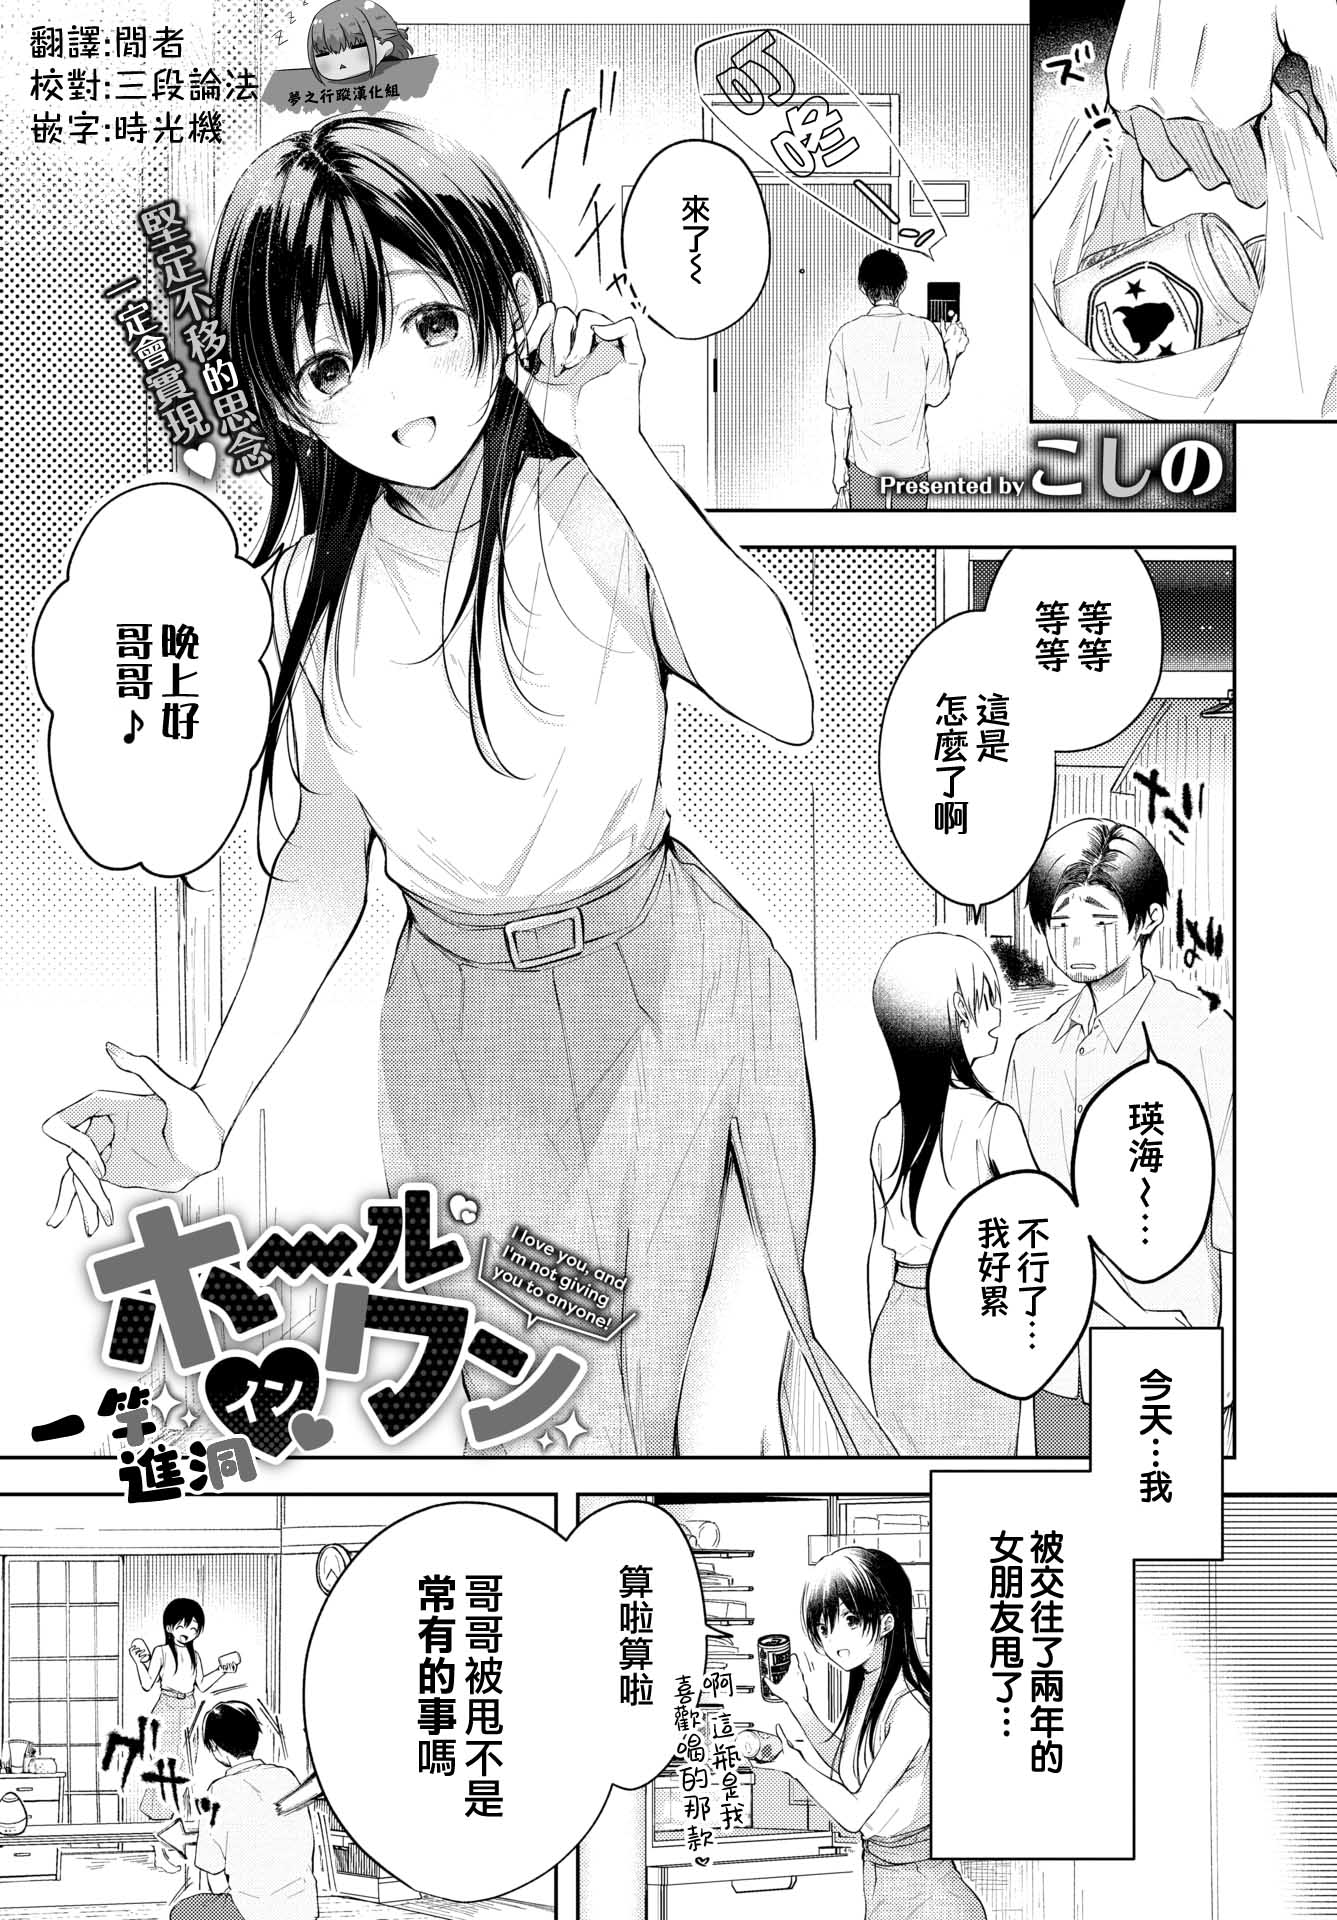 翻譯:閒者
校對:三段論法
嵌字:時光機
夢之行蹤漢化組
ズ
叮咚
來了~
ガチャ
Presented by こしの
堅定不移的思念
一定會實現♥
晚上好
哥哥♪
等等
等等
這是
怎麼了啊
瑛海~…
不行了…
我好累
ホールインワン
I love you, and
I'm not giving
you to anyone!
一竿
進洞
今天…我
被交往了兩年的
女朋友甩了…
算啦算啦
啊 這瓶是我
喜歡喝的那款♥
哥哥被甩不是
常有的事嗎
グサッ